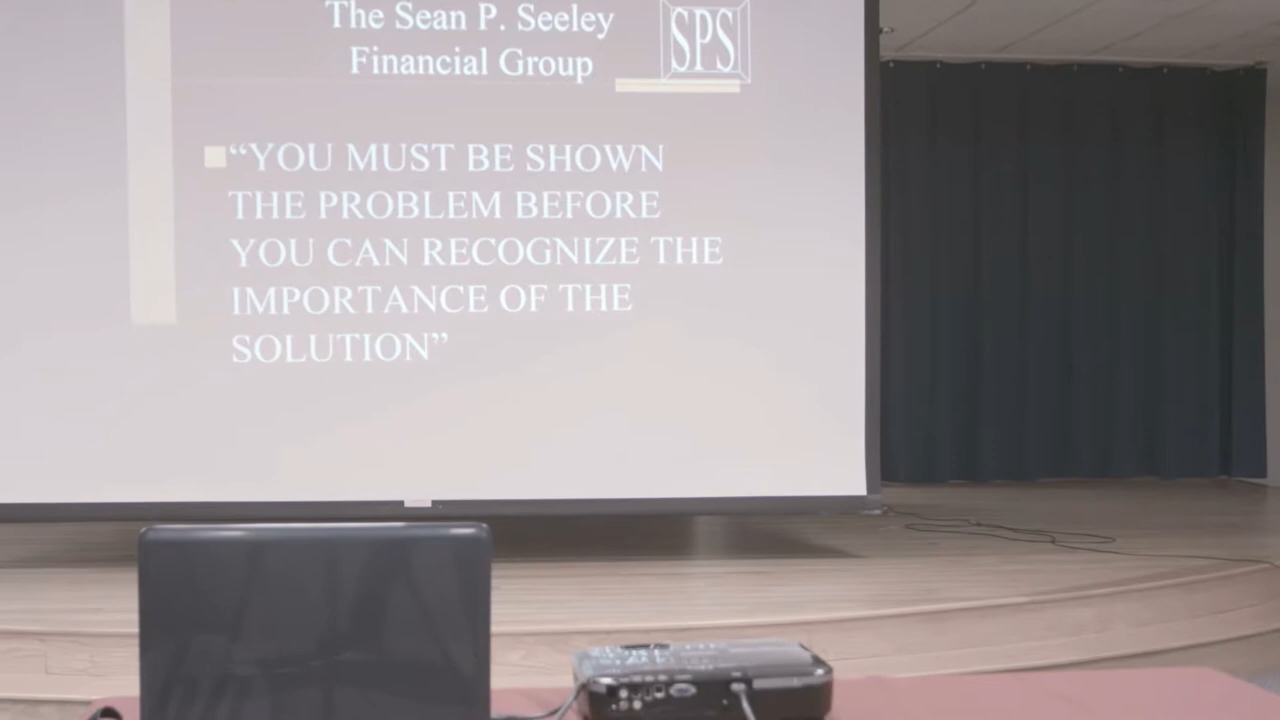 The Sean P. Seeley
Financial Group
SPS
“YOU MUST BE SHOWN
THE PROBLEM BEFORE
YOU CAN RECOGNIZE THE
IMPORTANCE OF THE
SOLUTION”